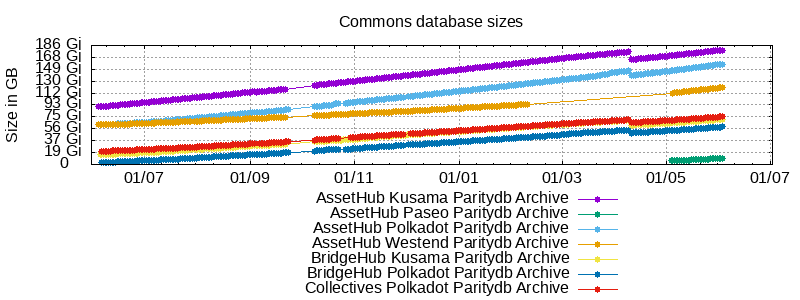 Commons database sizes
Size in GB
186 Gi
168 Gi
149 Gi
130 Gi
112 Gi
93 Gi
75 Gi
56 Gi
37 Gi
19 Gi
0
01/07 01/09 01/11 01/01 01/03 01/05 01/07
AssetHub Kusama Paritydb Archive
AssetHub Paseo Paritydb Archive
AssetHub Polkadot Paritydb Archive
AssetHub Westend Paritydb Archive
BridgeHub Kusama Paritydb Archive
BridgeHub Polkadot Paritydb Archive
Collectives Polkadot Paritydb Archive